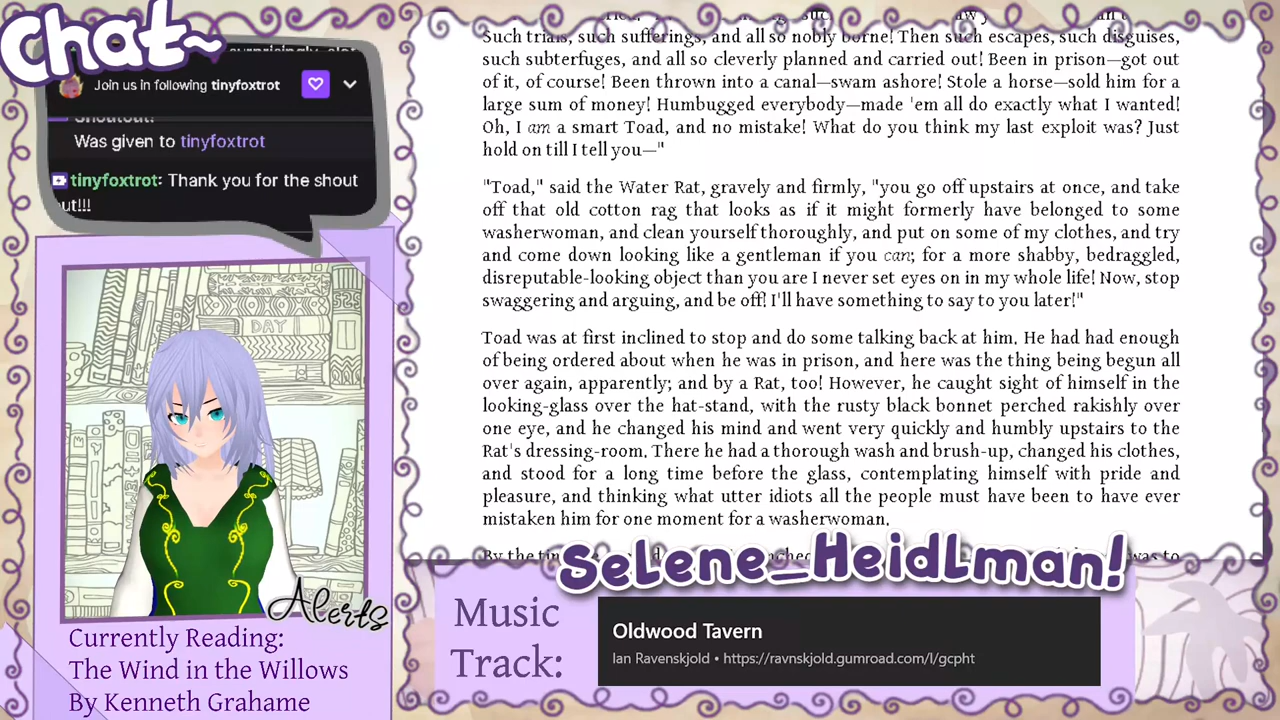 Chat~
Join us in following tinyfoxtrot
Shoutout!
Was given to tinyfoxtrot
tinyfoxtrot: Thank you for the shout
out!!!
DAY
Alerts
Currently Reading:
The Wind in the Willows
By Kenneth Grahame
Such trials, such sufferings, and all so nobly borne! Then such escapes, such disguises,
such subterfuges, and all so cleverly planned and carried out! Been in prison—got out
of it, of course! Been thrown into a canal—swam ashore! Stole a horse—sold him for a
large sum of money! Humbugged everybody—made 'em all do exactly what I wanted!
Oh, I am a smart Toad, and no mistake! What do you think my last exploit was? Just
hold on till I tell you—"
"Toad," said the Water Rat, gravely and firmly, "you go off upstairs at once, and take
off that old cotton rag that looks as if it might formerly have belonged to some
washerwoman, and clean yourself thoroughly, and put on some of my clothes, and try
and come down looking like a gentleman if you can; for a more shabby, bedraggled,
disreputable-looking object than you are I never set eyes on in my whole life! Now, stop
swaggering and arguing, and be off! I'll have something to say to you later!"
Toad was at first inclined to stop and do some talking back at him. He had had enough
of being ordered about when he was in prison, and here was the thing being begun all
over again, apparently; and by a Rat, too! However, he caught sight of himself in the
looking-glass over the hat-stand, with the rusty black bonnet perched rakishly over
one eye, and he changed his mind and went very quickly and humbly upstairs to the
Rat's dressing-room. There he had a thorough wash and brush-up, changed his clothes,
and stood for a long time before the glass, contemplating himself with pride and
pleasure, and thinking what utter idiots all the people must have been to have ever
mistaken him for one moment for a washerwoman.
By the
Selene_Heidlman!
Music
Track:
Oldwood Tavern
Ian Ravenskjold • https://ravnskjold.gumroad.com/l/gcpht